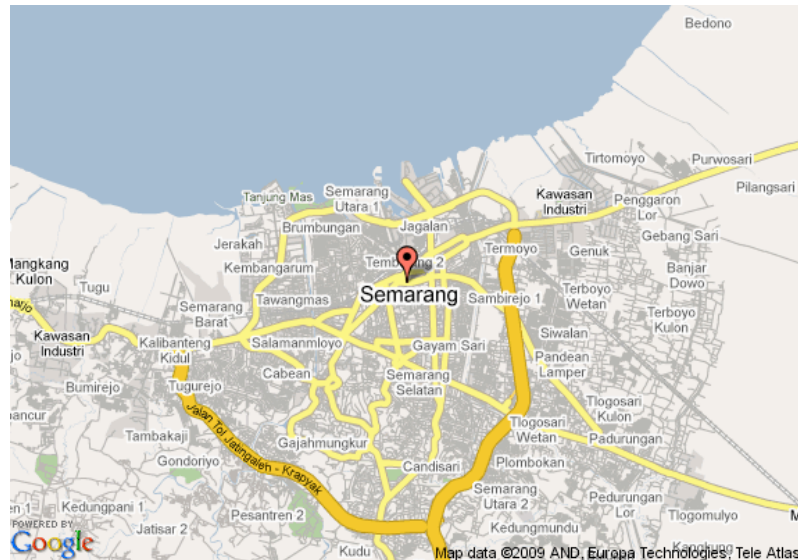 Bedono
Tirtomoyo
Purwosari
Tanjung Mas
Semarang
Utara 1
Kawasan
Industri
Penggaron
Lor
Pilangsari
Brumbungan
Jagalan
Jerakah
Termoyo
Genuk
Gebang Sari
Mangkang
Kulon
Kembangarum
Banjar
Dowo
Tugu
Semarang
Barat
Tawangmas
Semarang
Sambirejo 1
Terboyo
Wetan
Terboyo
Kulon
Kawasan
Industri
Kalibanteng
Kidul
Salamanmloyo
Gayam Sari
Siwalan
Pandean
Lamper
Bumirejo
Tugurejo
Cabean
Semarang
Selatan
Tlogosari
Kulon
Jalan Tol Jatingaleh - Krapyak
Tambakaji
Gajahmungkur
Tlogosari
Wetan
Padurungan
Gondoriyo
Candisari
Plombokan
Kedungpani 1
Pesantren 2
Semarang
Utara 2
Pedurungan
Lor
Tlogomulyo
Jatisar 2
Kudu
Kedungmundu
POWERED BY
Google
Map data ©2009 AND, Europa Technologies, Tele Atlas